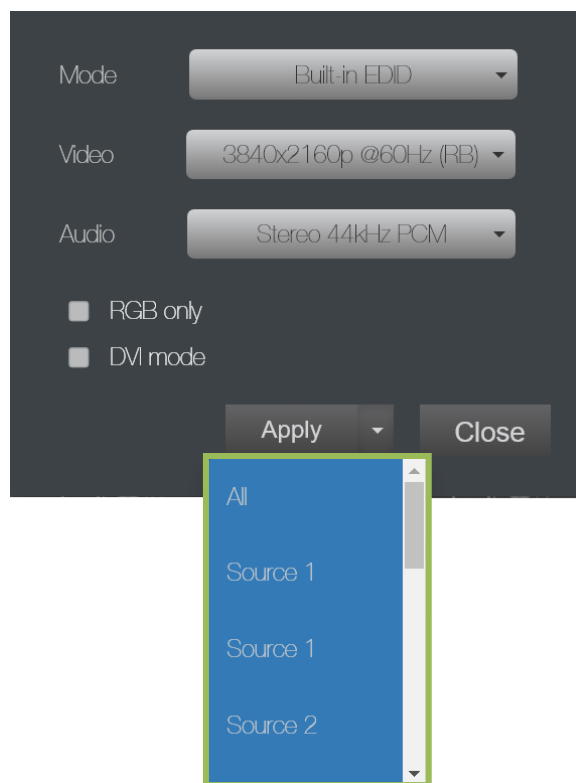 Mode Built-in EDID
Video 3840x2160p @60Hz (RB)
Audio Stereo 44kHz PCM
RGB only
DVI mode
Apply Close
All
Source 1
Source 1
Source 2